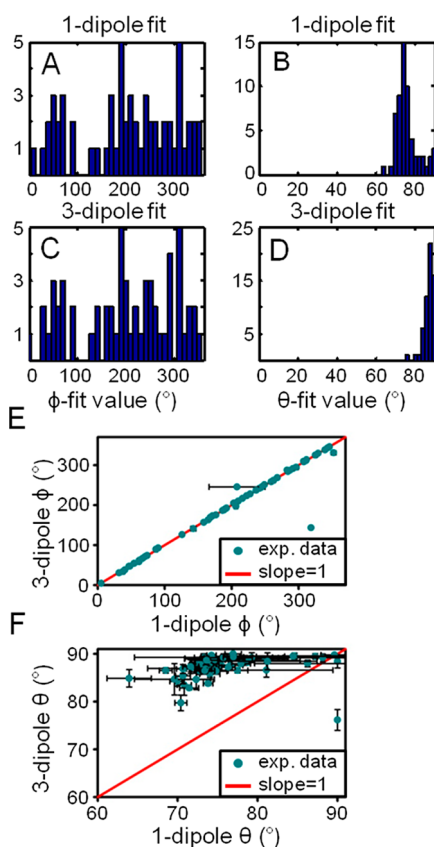 1-dipole fit 1-dipole fit
A B
5 3 1
15 10 5 0
0 100 200 300
0 20 40 60 80
3-dipole fit 3-dipole fit
C D
5 3 1
25 15 5
0 100 200 300
0 20 40 60 80
ϕ-fit value (°) θ-fit value (°)
E
3-dipole ϕ (°)
300
200
100
0
0 100 200 300
exp. data
slope=1
1-dipole ϕ (°)
F
3-dipole θ (°)
90
80
70
60
60 70 80 90
exp. data
slope=1
1-dipole θ (°)